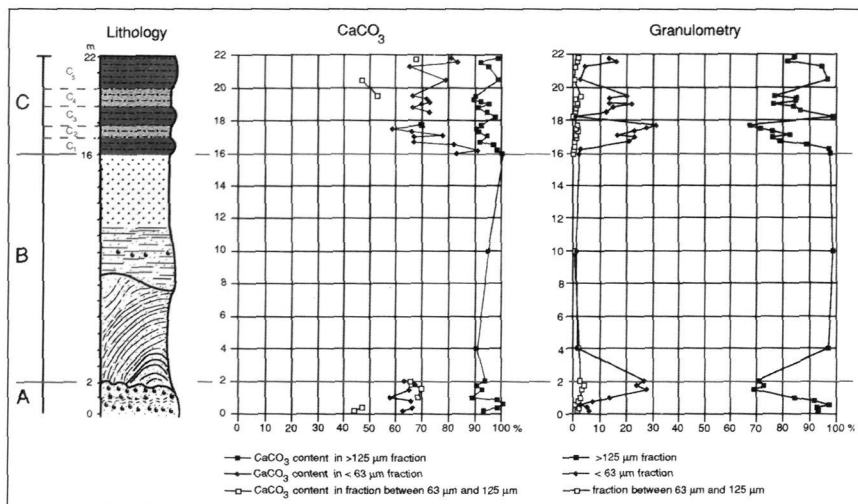 Lithology CaCO3 Granulometry
m
22 22 22
C5 20 20
C C4 18 18
C3
C2
C1
16 16 16
14 14
12 12
B 10 10
8 8
6 6
4 4
2 2 2
A
0 0 0
0 10 20 30 40 50 60 70 80 90 100 % 0 10 20 30 40 50 60 70 80 90 100 %
CaCO3 content in >125 µm fraction >125 µm fraction
CaCO3 content in < 63 µm fraction < 63 µm fraction
CaCO3 content in fraction between 63 µm and 125 µm fraction between 63 µm and 125 µm